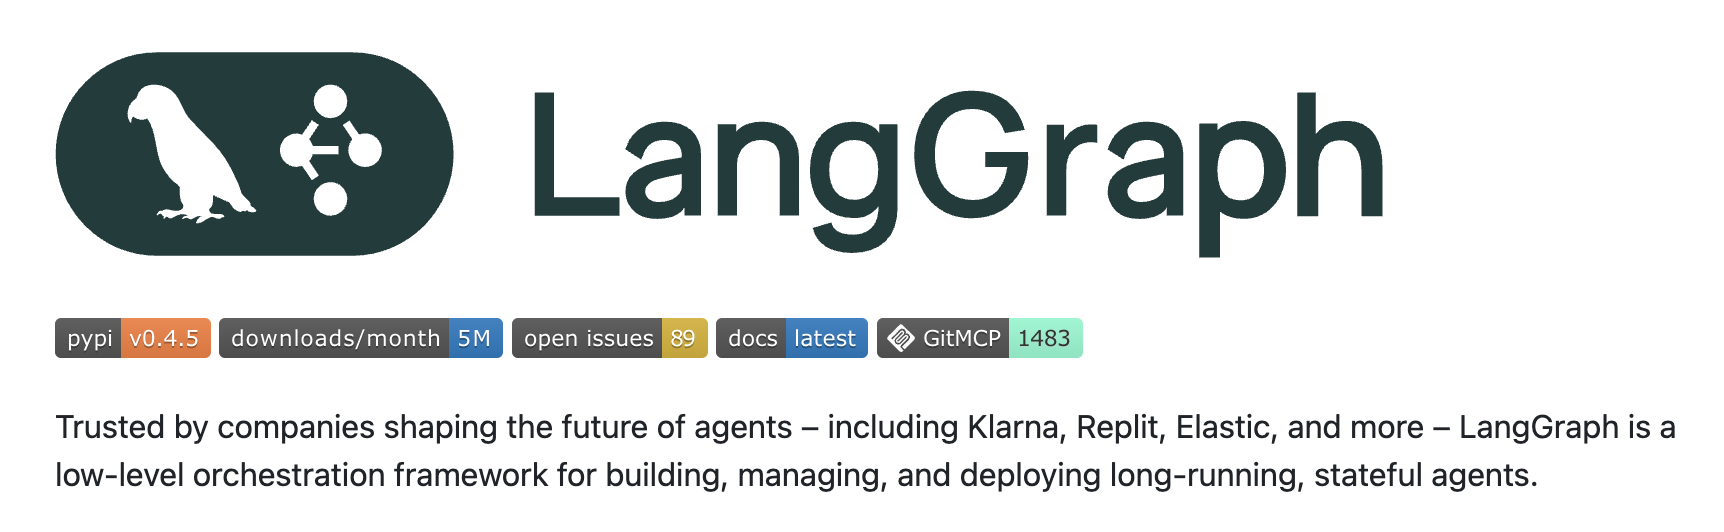 LangGraph
pypi v0.4.5 downloads/month 5M open issues 89 docs latest GitMCP 1483
Trusted by companies shaping the future of agents – including Klarna, Replit, Elastic, and more – LangGraph is a
low-level orchestration framework for building, managing, and deploying long-running, stateful agents.